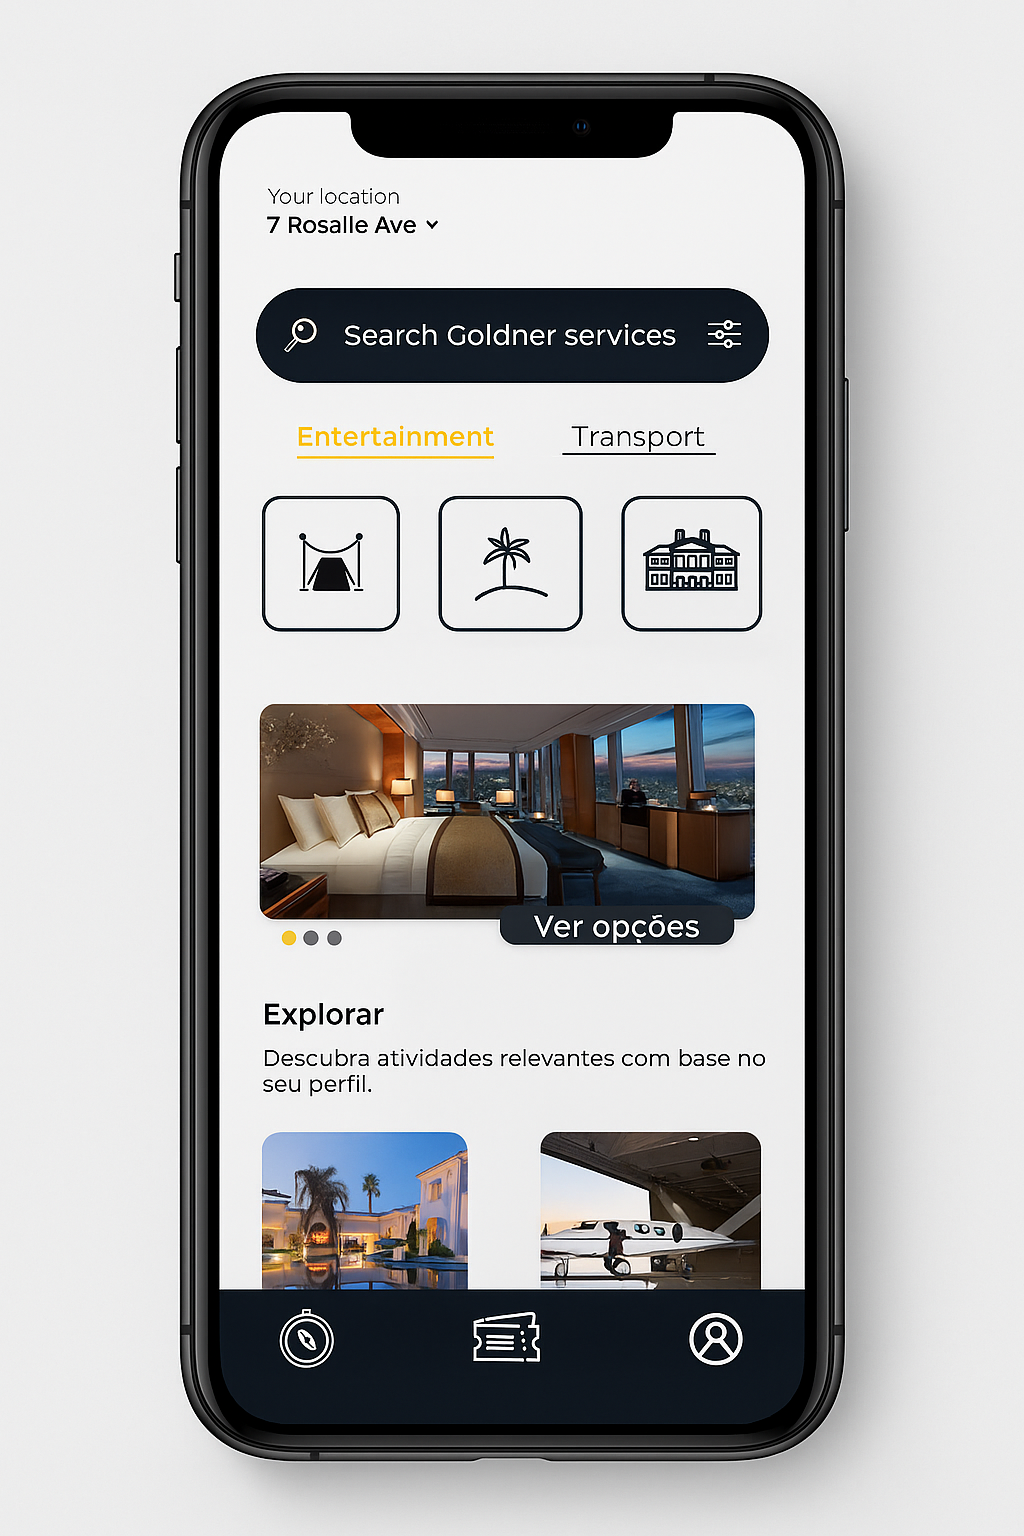 Your location
7 Rosalle Ave
Search Goldner services
Entertainment
Transport
Ver opções
Explorar
Descubra atividades relevantes com base no
seu perfil.